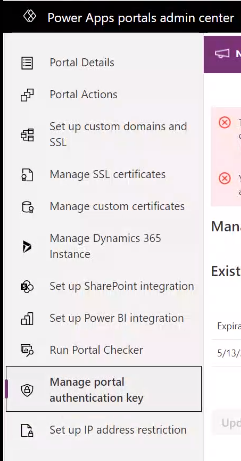 Power Apps portals admin center
Portal Details
Portal Actions
Set up custom domains and
SSL
Manage SSL certificates
Manage custom certificates
Manage Dynamics 365
Instance
Set up SharePoint integration
Set up Power BI integration
Run Portal Checker
Manage portal
authentication key
Set up IP address restriction
N
Y
Mana
Exist
Expira
5/13/
Upd